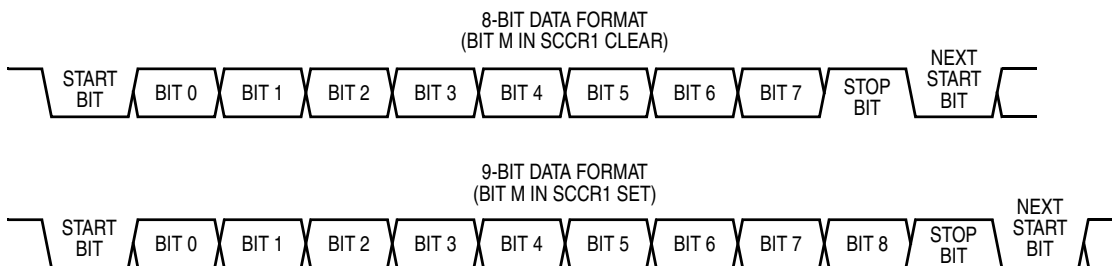 8-BIT DATA FORMAT
(BIT M IN SCCR1 CLEAR)
START
BIT
BIT 0
BIT 1
BIT 2
BIT 3
BIT 4
BIT 5
BIT 6
BIT 7
STOP
BIT
NEXT
START
BIT
9-BIT DATA FORMAT
(BIT M IN SCCR1 SET)
START
BIT
BIT 0
BIT 1
BIT 2
BIT 3
BIT 4
BIT 5
BIT 6
BIT 7
BIT 8
STOP
BIT
NEXT
START
BIT